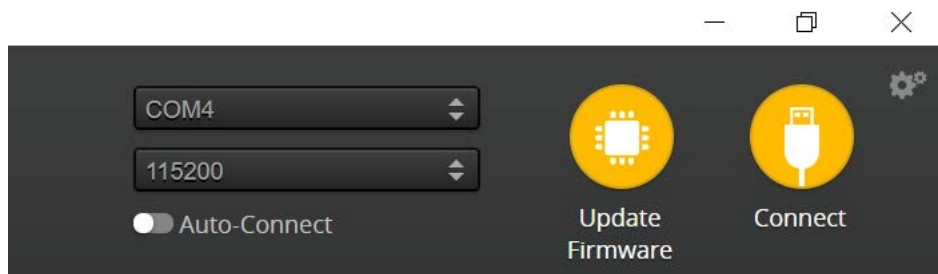 COM4
115200
Auto-Connect
Update
Firmware
Connect